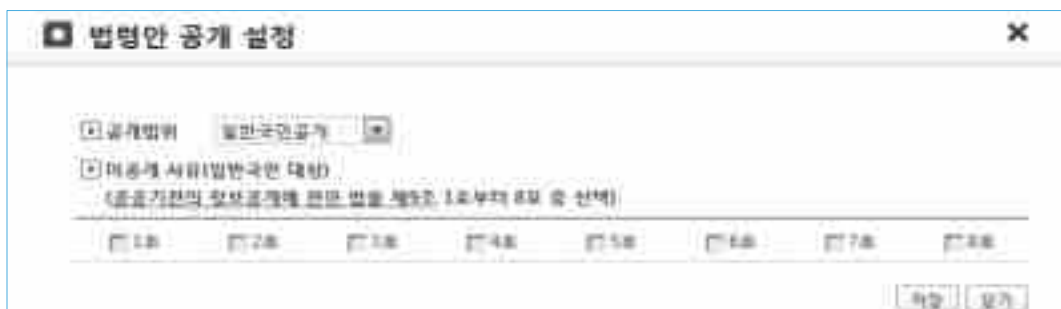 법령안 공개 설정
공개범위 일반국민공개
미공개 사유(일반국민 대상)
(공공기관의 정보공개에 관한 법률 제9조 1호부터 8호 중 선택)
1호 2호 3호 4호 5호 6호 7호 8호
저장 닫기